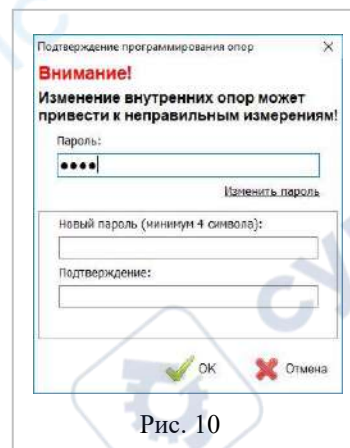 Подтверждение программирования опор
Внимание!
Изменение внутренних опор может
привести к неправильным измерениям!
Пароль:
●●●●
Изменить пароль
Новый пароль (минимум 4 символа):
Подтверждение:
OK
Отмена
Рис. 10